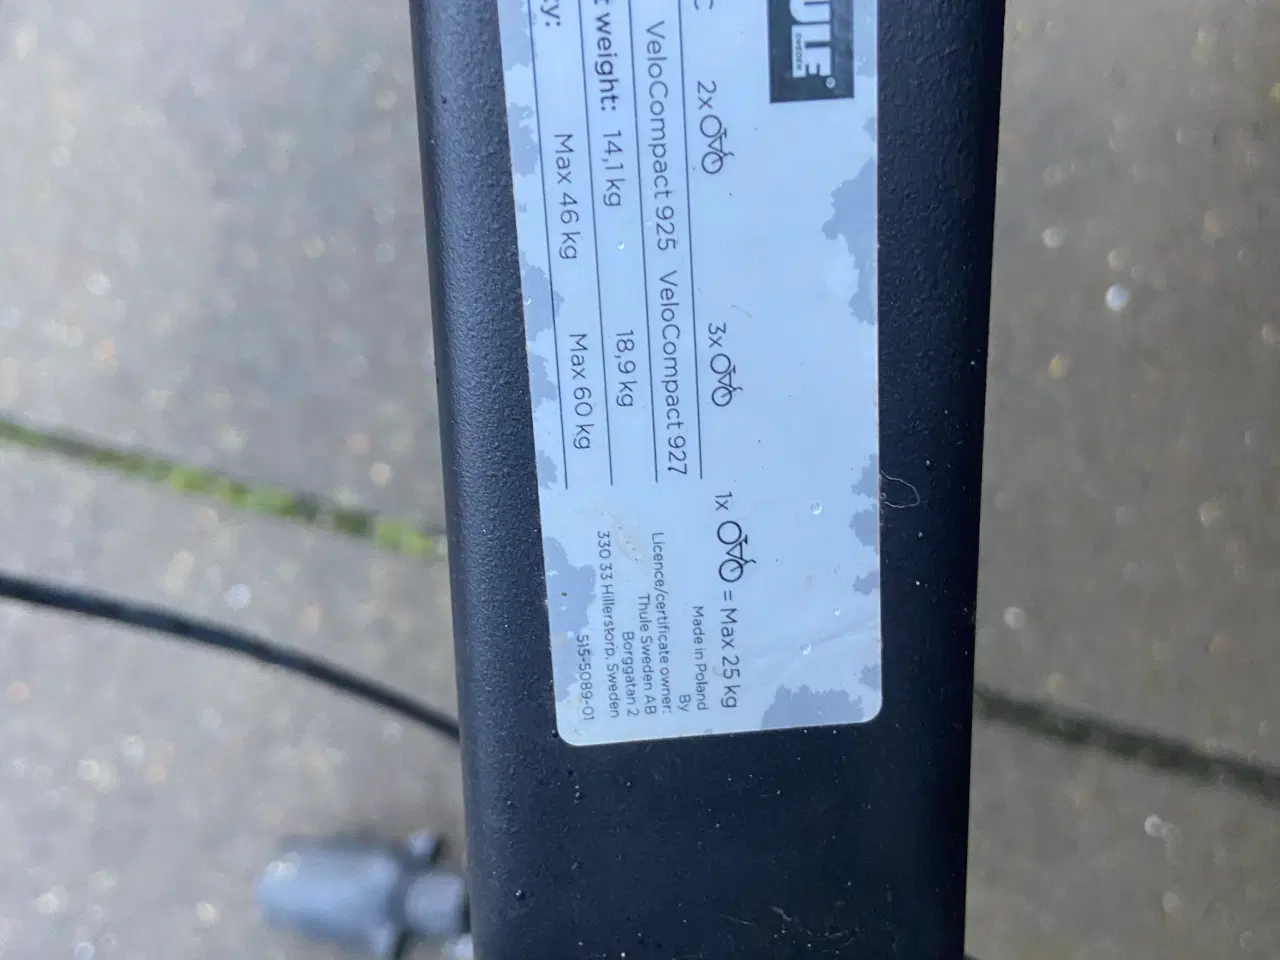 SWEDEN
2x 3x 1x = Max 25 kg
VeloCompact 925 VeloCompact 927
weight: 14,1 kg 18,9 kg
Max 46 kg Max 60 kg
Made in Poland
By
Licence/certificate owner:
Thule Sweden AB
Borggatan 2
330 33 Hillerstorp, Sweden
515-5089-01